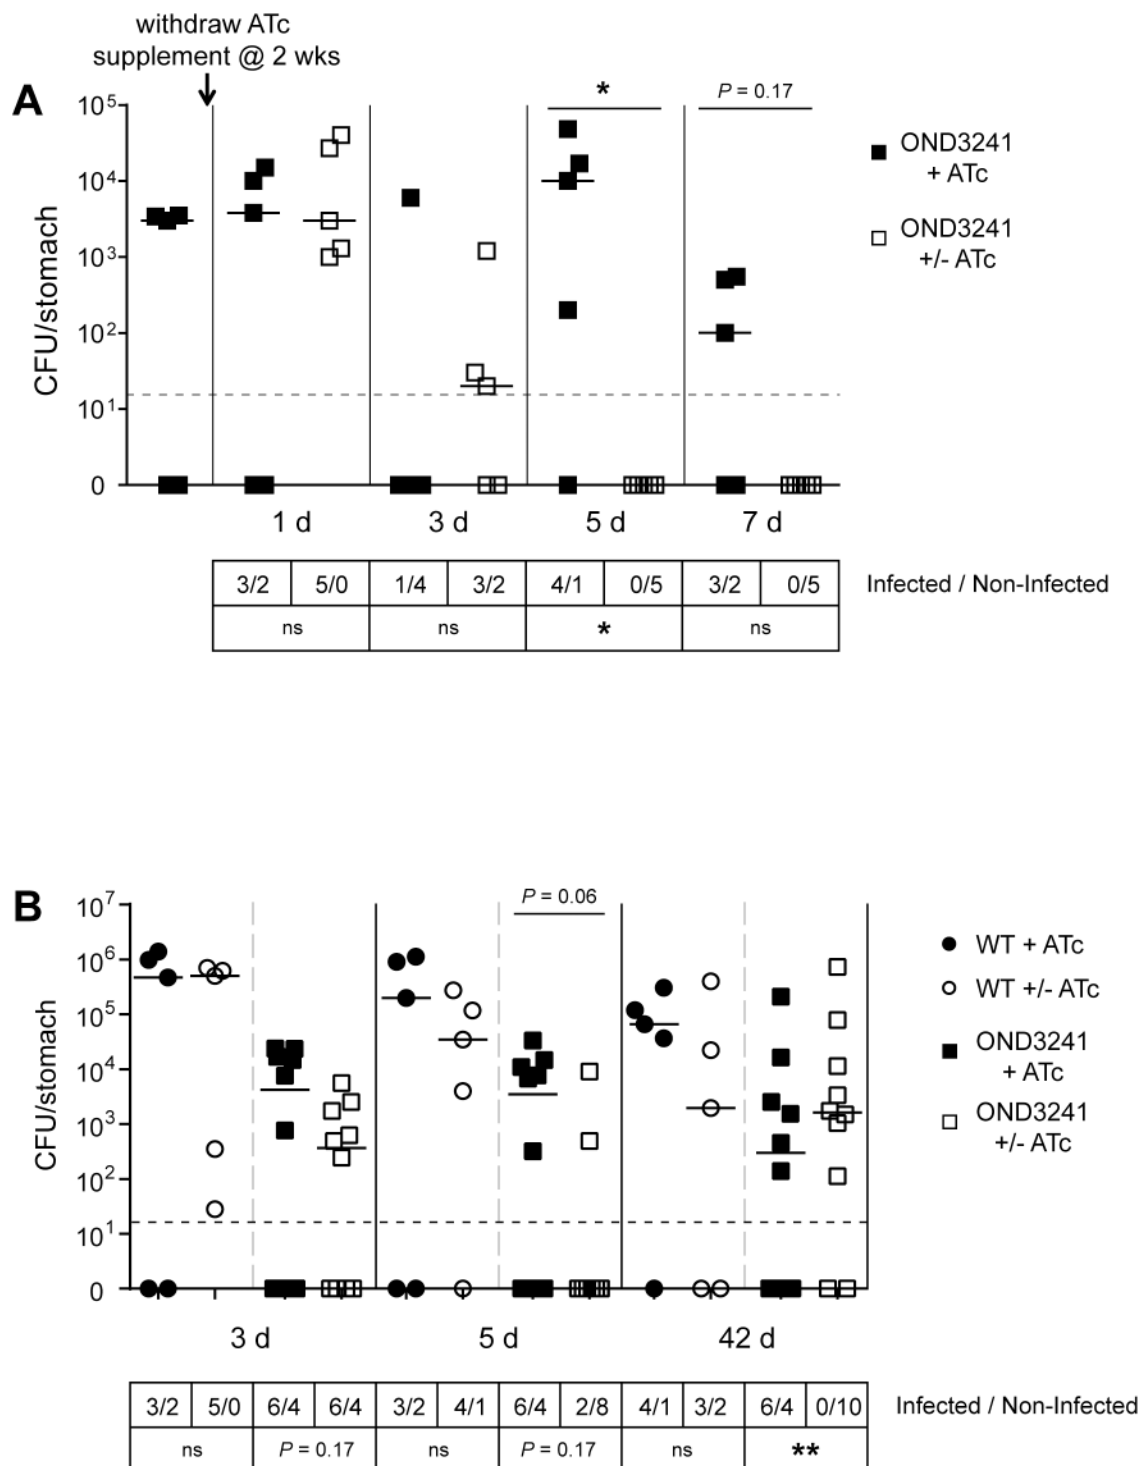 withdraw ATc
supplement @ 2 wks
A
*
P = 0.17
10⁵
10⁴
10³
10²
10¹
0
CFU/stomach
OND3241
+ ATc
OND3241
+/- ATc
1 d 3 d 5 d 7 d
3/2 5/0 1/4 3/2 4/1 0/5 3/2 0/5 Infected / Non-Infected
ns ns * ns
B
P = 0.06
10⁷
10⁶
10⁵
10⁴
10³
10²
10¹
0
CFU/stomach
WT + ATc
WT +/- ATc
OND3241
+ ATc
OND3241
+/- ATc
3 d 5 d 42 d
3/2 5/0 6/4 6/4 3/2 4/1 6/4 2/8 4/1 3/2 6/4 0/10 Infected / Non-Infected
ns P = 0.17 ns P = 0.17 ns **